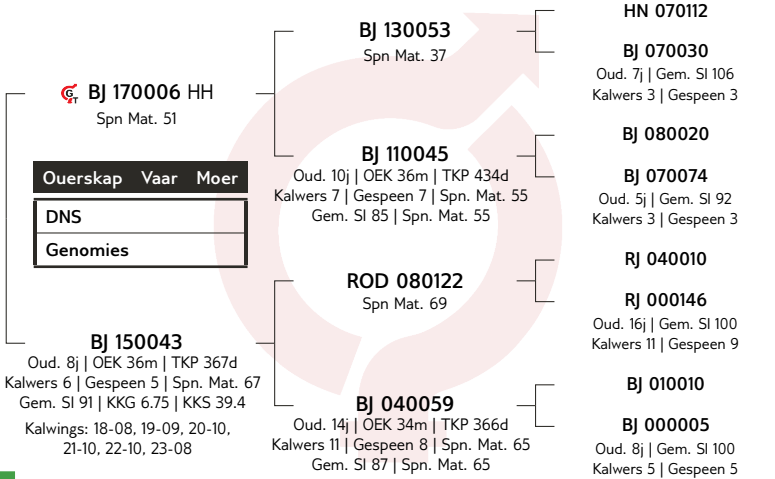 BJ 170006 HH
Spn Mat. 51
Ouerskap Vaar Moer
DNS
Genomies
BJ 150043
Oud. 8j | OEK 36m | TKP 367d
Kalwers 6 | Gespeen 5 | Spn. Mat. 67
Gem. SI 91 | KKG 6.75 | KKS 39.4
Kalwings: 18-08, 19-09, 20-10,
21-10, 22-10, 23-08
BJ 130053
Spn Mat. 37
BJ 110045
Oud. 10j | OEK 36m | TKP 434d
Kalwers 7 | Gespeen 7 | Spn. Mat. 55
Gem. SI 85 | Spn. Mat. 55
ROD 080122
Spn Mat. 69
BJ 040059
Oud. 14j | OEK 34m | TKP 366d
Kalwers 11 | Gespeen 8 | Spn. Mat. 65
Gem. SI 87 | Spn. Mat. 65
HN 070112
BJ 070030
Oud. 7j | Gem. SI 106
Kalwers 3 | Gespeen 3
BJ 080020
BJ 070074
Oud. 5j | Gem. SI 92
Kalwers 3 | Gespeen 3
RJ 040010
RJ 000146
Oud. 16j | Gem. SI 100
Kalwers 11 | Gespeen 9
BJ 010010
BJ 000005
Oud. 8j | Gem. SI 100
Kalwers 5 | Gespeen 5